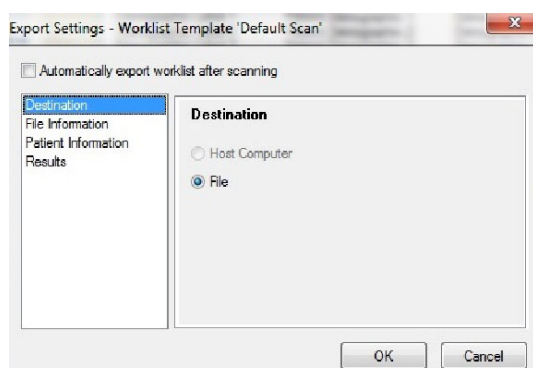 Export Settings - Worklist Template 'Default Scan'
Automatically export worklist after scanning
Destination
File Information
Patient Information
Results
Destination
Host Computer
File
OK
Cancel